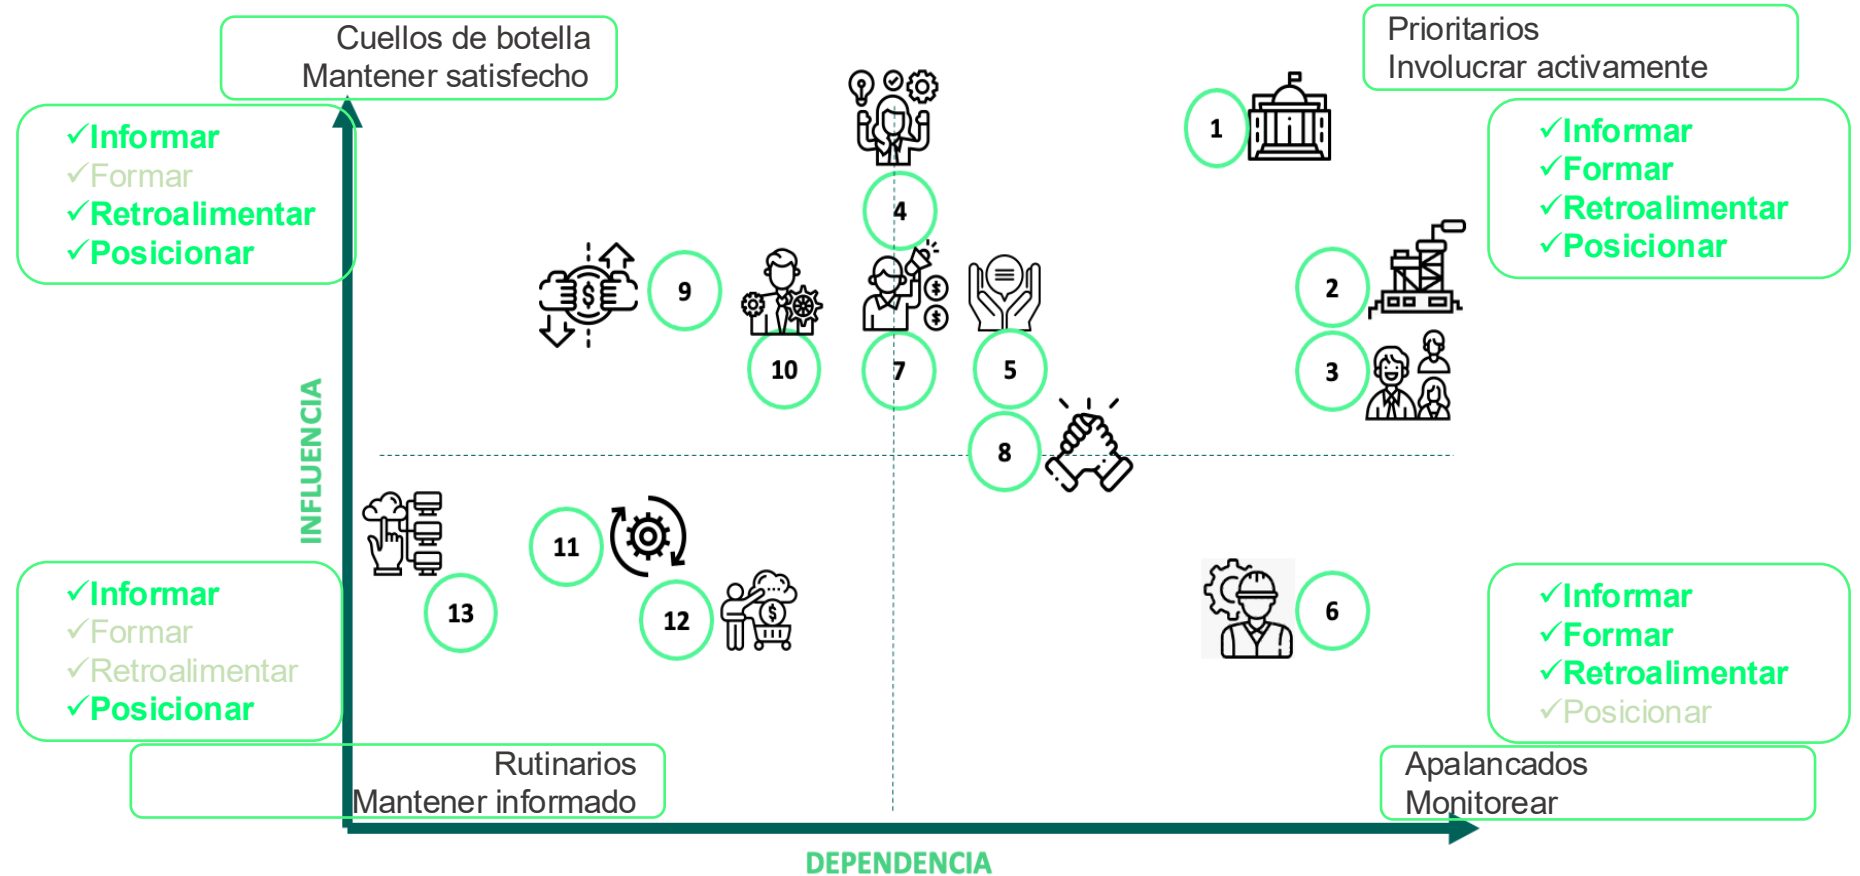 Cuellos de botella
Mantener satisfecho
Prioritarios
Involucrar activamente
✓Informar
✓Formar
✓Retroalimentar
✓Posicionar
✓Informar
✓Formar
✓Retroalimentar
✓Posicionar
1
4
9
2
10
7
5
3
8
INFLUENCIA
11
13
12
6
$
$
$
$
✓Informar
✓Formar
✓Retroalimentar
✓Posicionar
✓Informar
✓Formar
✓Retroalimentar
✓Posicionar
Rutinarios
Mantener informado
Apalancados
Monitorear
DEPENDENCIA